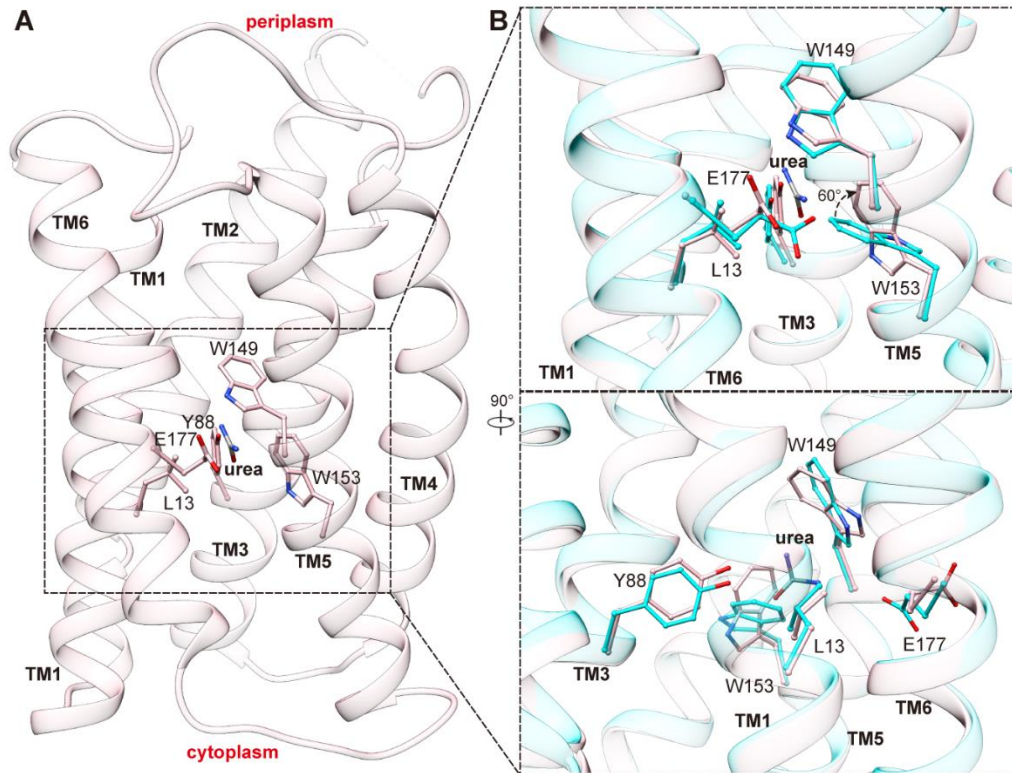 A
periplasm
TM6
TM2
TM1
W149
Y88
E177
urea
W153
L13
TM4
TM3
TM5
TM1
cytoplasm
90°
B
W149
urea
E177
60°
L13
W153
TM3
TM5
TM1
TM6
W149
urea
Y88
L13
E177
TM3
W153
TM6
TM1
TM5